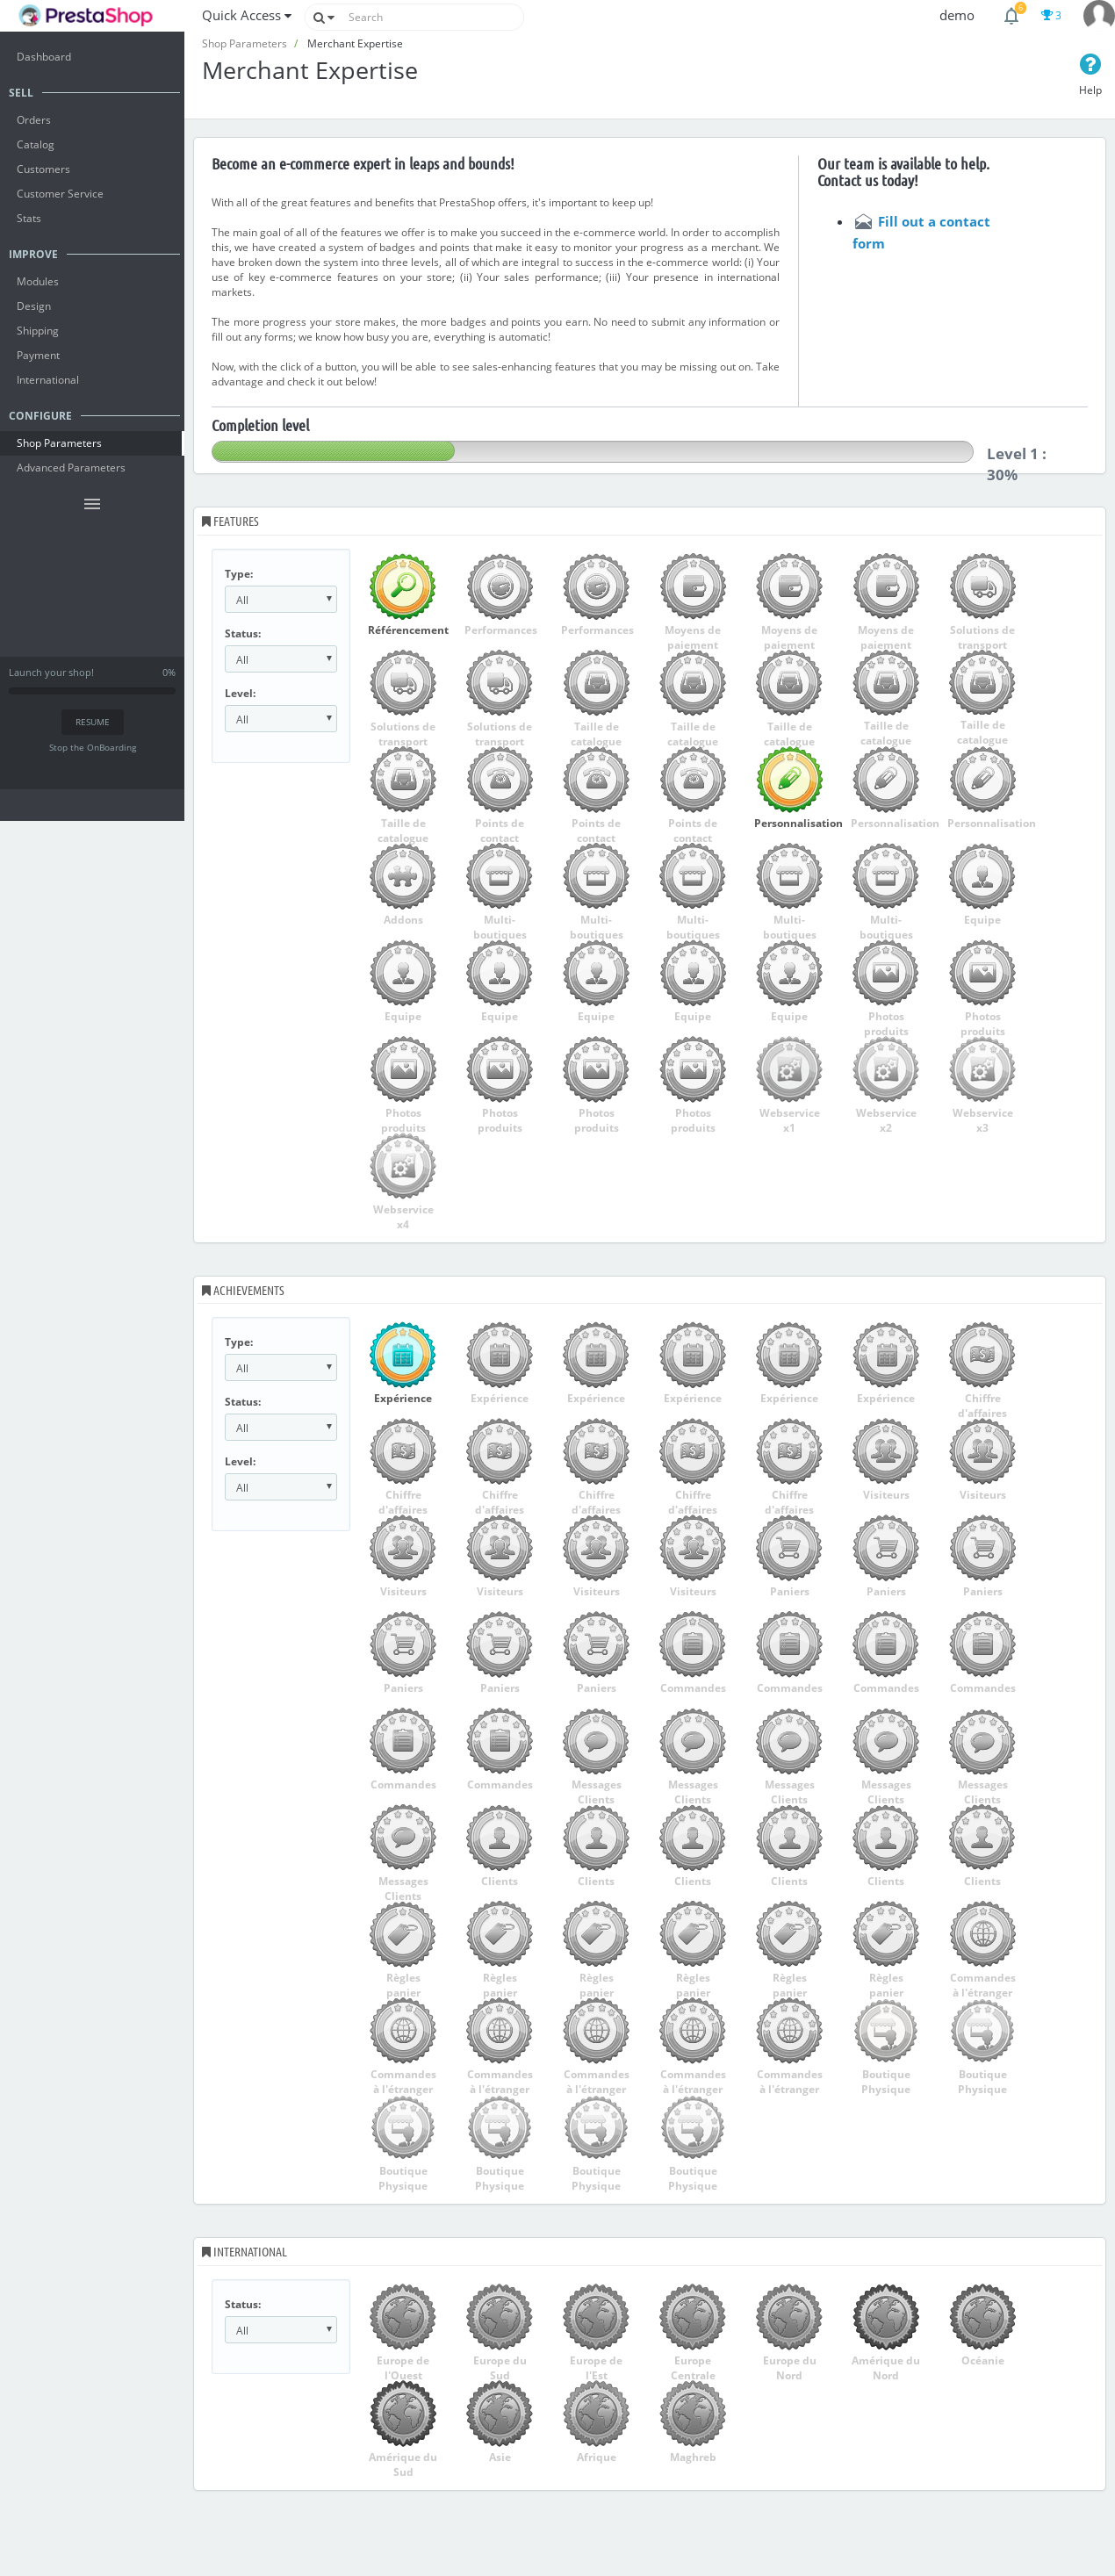 PrestaShop
Quick Access
Search
demo
3
Dashboard
SELL
Orders
Catalog
Customers
Customer Service
Stats
IMPROVE
Modules
Design
Shipping
Payment
International
CONFIGURE
Shop Parameters
Advanced Parameters
Launch your shop! 0%
RESUME
Stop the OnBoarding
Shop Parameters / Merchant Expertise
Merchant Expertise
Help
Become an e-commerce expert in leaps and bounds!
With all of the great features and benefits that PrestaShop offers, it's important to keep up!
The main goal of all of the features we offer is to make you succeed in the e-commerce world. In order to accomplish
this, we have created a system of badges and points that make it easy to monitor your progress as a merchant. We
have broken down the system into three levels, all of which are integral to success in the e-commerce world: (i) Your
use of key e-commerce features on your store; (ii) Your sales performance; (iii) Your presence in international
markets.
The more progress your store makes, the more badges and points you earn. No need to submit any information or
fill out any forms; we know how busy you are, everything is automatic!
Now, with the click of a button, you will be able to see sales-enhancing features that you may be missing out on. Take
advantage and check it out below!
Our team is available to help.
Contact us today!
Fill out a contact
form
Completion level
Level 1 :
30%
FEATURES
Type:
All
Status:
All
Level:
All
Référencement Performances Performances Moyens de Moyens de Moyens de Solutions de
paiement paiement paiement transport
Solutions de Solutions de Taille de Taille de Taille de Taille de Taille de
transport transport catalogue catalogue catalogue catalogue catalogue
Taille de Points de Points de Points de Personnalisation Personnalisation Personnalisation
catalogue contact contact contact
Addons Multi- Multi- Multi- Multi- Multi- Equipe
boutiques boutiques boutiques boutiques boutiques
Equipe Equipe Equipe Equipe Equipe Photos Photos
produits produits
Photos Photos Photos Photos Webservice Webservice Webservice
produits produits produits produits x1 x2 x3
Webservice
x4
ACHIEVEMENTS
Type:
All
Status:
All
Level:
All
Expérience Expérience Expérience Expérience Expérience Expérience Chiffre
d'affaires
Chiffre Chiffre Chiffre Chiffre Chiffre Visiteurs Visiteurs
d'affaires d'affaires d'affaires d'affaires d'affaires
Visiteurs Visiteurs Visiteurs Visiteurs Paniers Paniers Paniers
Paniers Paniers Paniers Commandes Commandes Commandes Commandes
Commandes Commandes Messages Messages Messages Messages Messages
Clients Clients Clients Clients Clients
Messages Clients Clients Clients Clients Clients Clients
Clients
Règles Règles Règles Règles Règles Règles Commandes
panier panier panier panier panier panier à l'étranger
Commandes Commandes Commandes Commandes Commandes Boutique Boutique
à l'étranger à l'étranger à l'étranger à l'étranger à l'étranger Physique Physique
Boutique Boutique Boutique Boutique
Physique Physique Physique Physique
INTERNATIONAL
Status:
All
Europe de Europe du Europe de Europe Europe du Amérique du Océanie
l'Ouest Sud l'Est Centrale Nord Nord
Amérique du Asie Afrique Maghreb
Sud